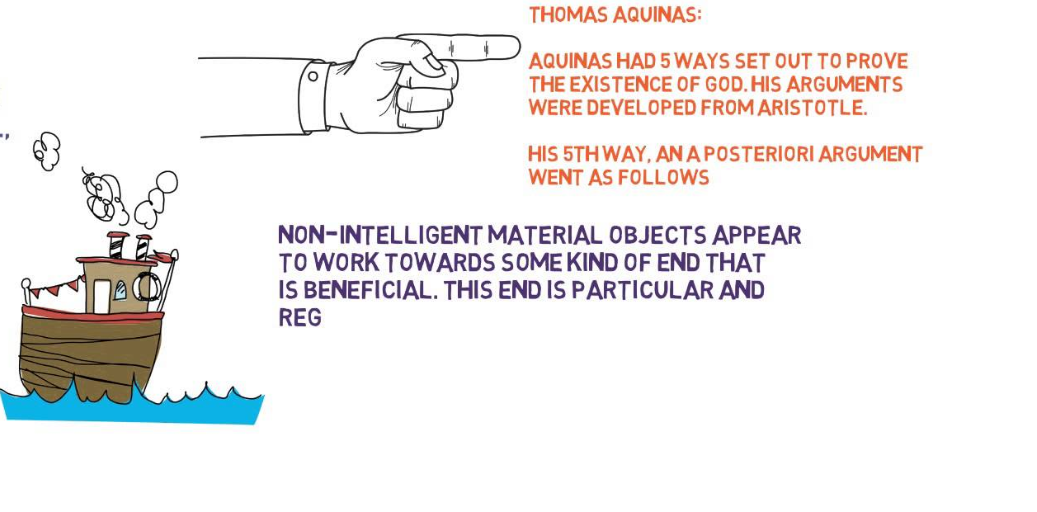 THOMAS AQUINAS:
AQUINAS HAD 5 WAYS SET OUT TO PROVE
THE EXISTENCE OF GOD. HIS ARGUMENTS
WERE DEVELOPED FROM ARISTOTLE.
HIS 5TH WAY, AN A POSTERIORI ARGUMENT
WENT AS FOLLOWS
NON-INTELLIGENT MATERIAL OBJECTS APPEAR
TO WORK TOWARDS SOME KIND OF END THAT
IS BENEFICIAL. THIS END IS PARTICULAR AND
REG